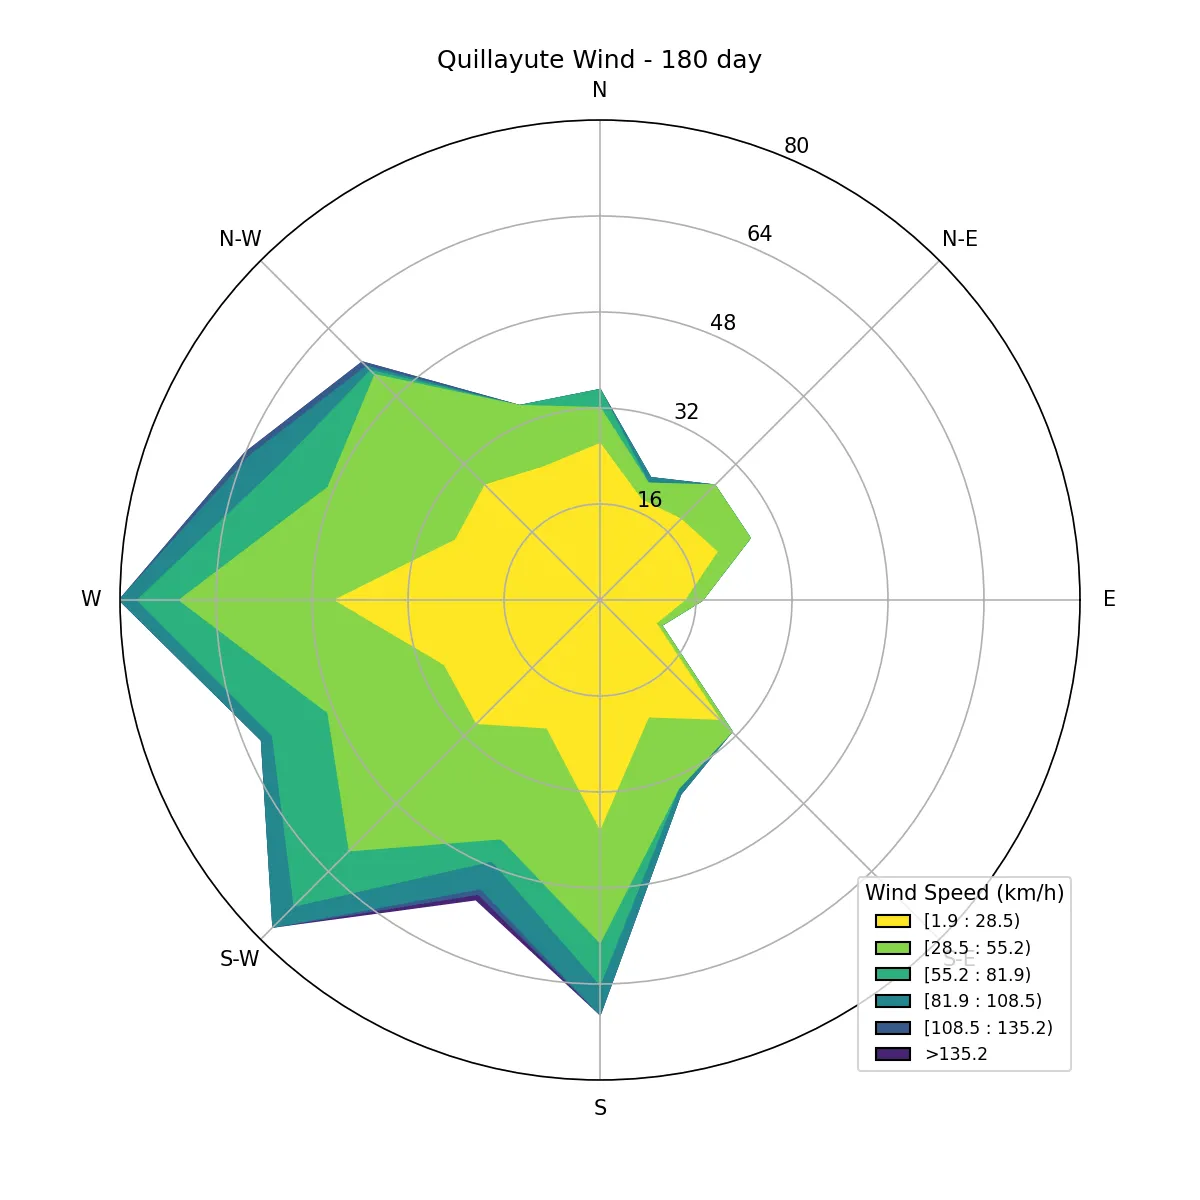 Quillayute Wind - 180 day
N
80
N-W
64
N-E
48
32
16
W
E
S-W
S-E
S
Wind Speed (km/h)
[1.9 : 28.5)
[28.5 : 55.2)
[55.2 : 81.9)
[81.9 : 108.5)
[108.5 : 135.2)
>135.2